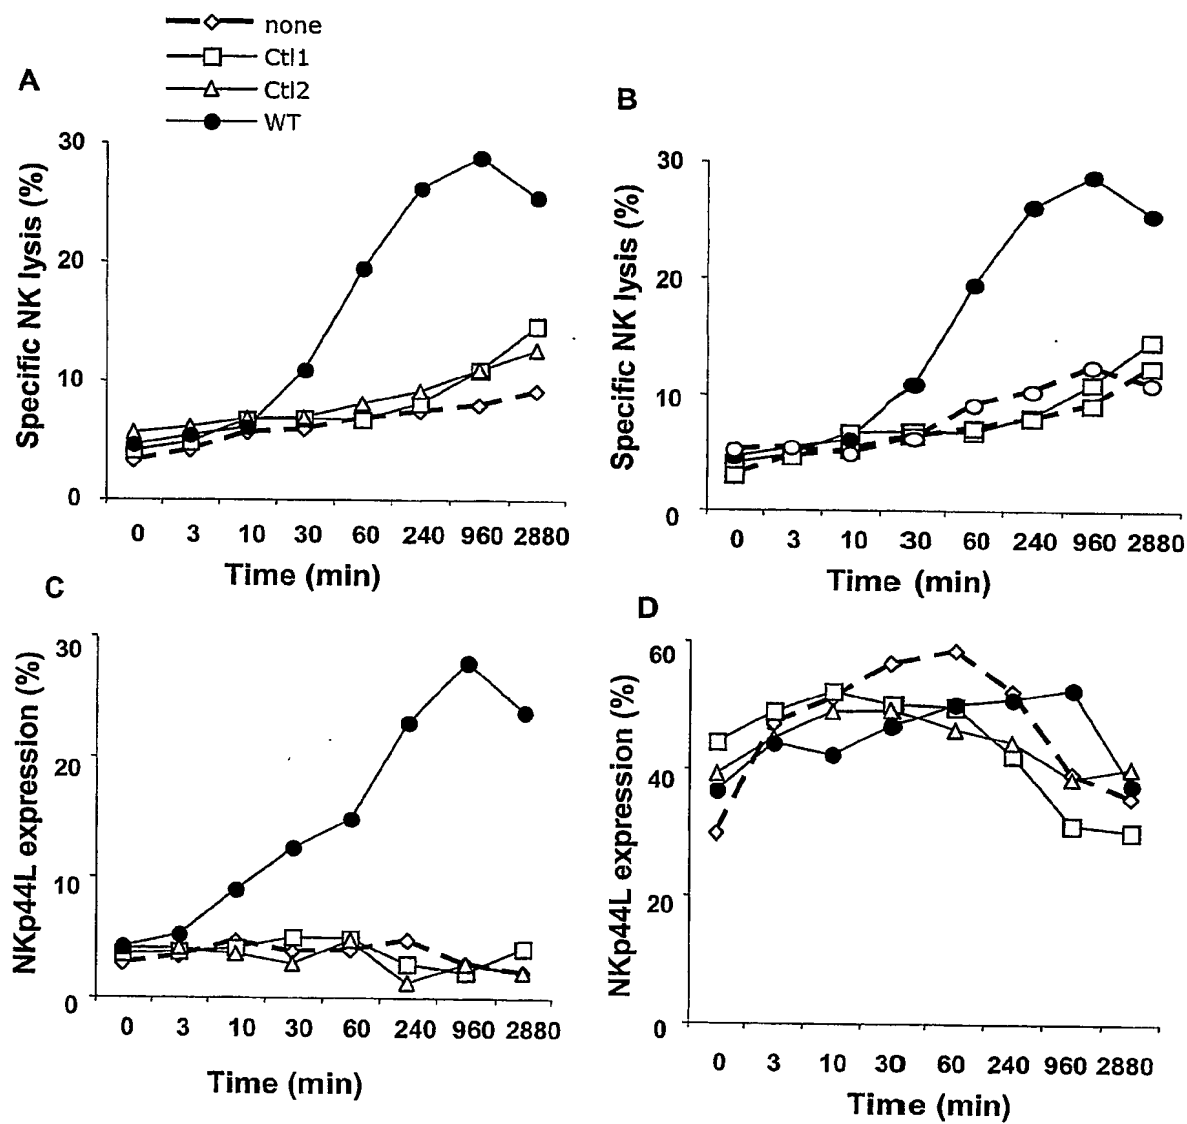 none
Ctl1
Ctl2
WT
A
Specific NK lysis (%)
30
20
10
0
0 3 10 30 60 240 960 2880
Time (min)
B
Specific NK lysis (%)
30
20
10
0
0 3 10 30 60 240 960 2880
Time (min)
C
NKp44L expression (%)
30
20
10
0
0 3 10 30 60 240 960 2880
Time (min)
D
NKp44L expression (%)
60
40
20
0
0 3 10 30 60 240 960 2880
Time (min)